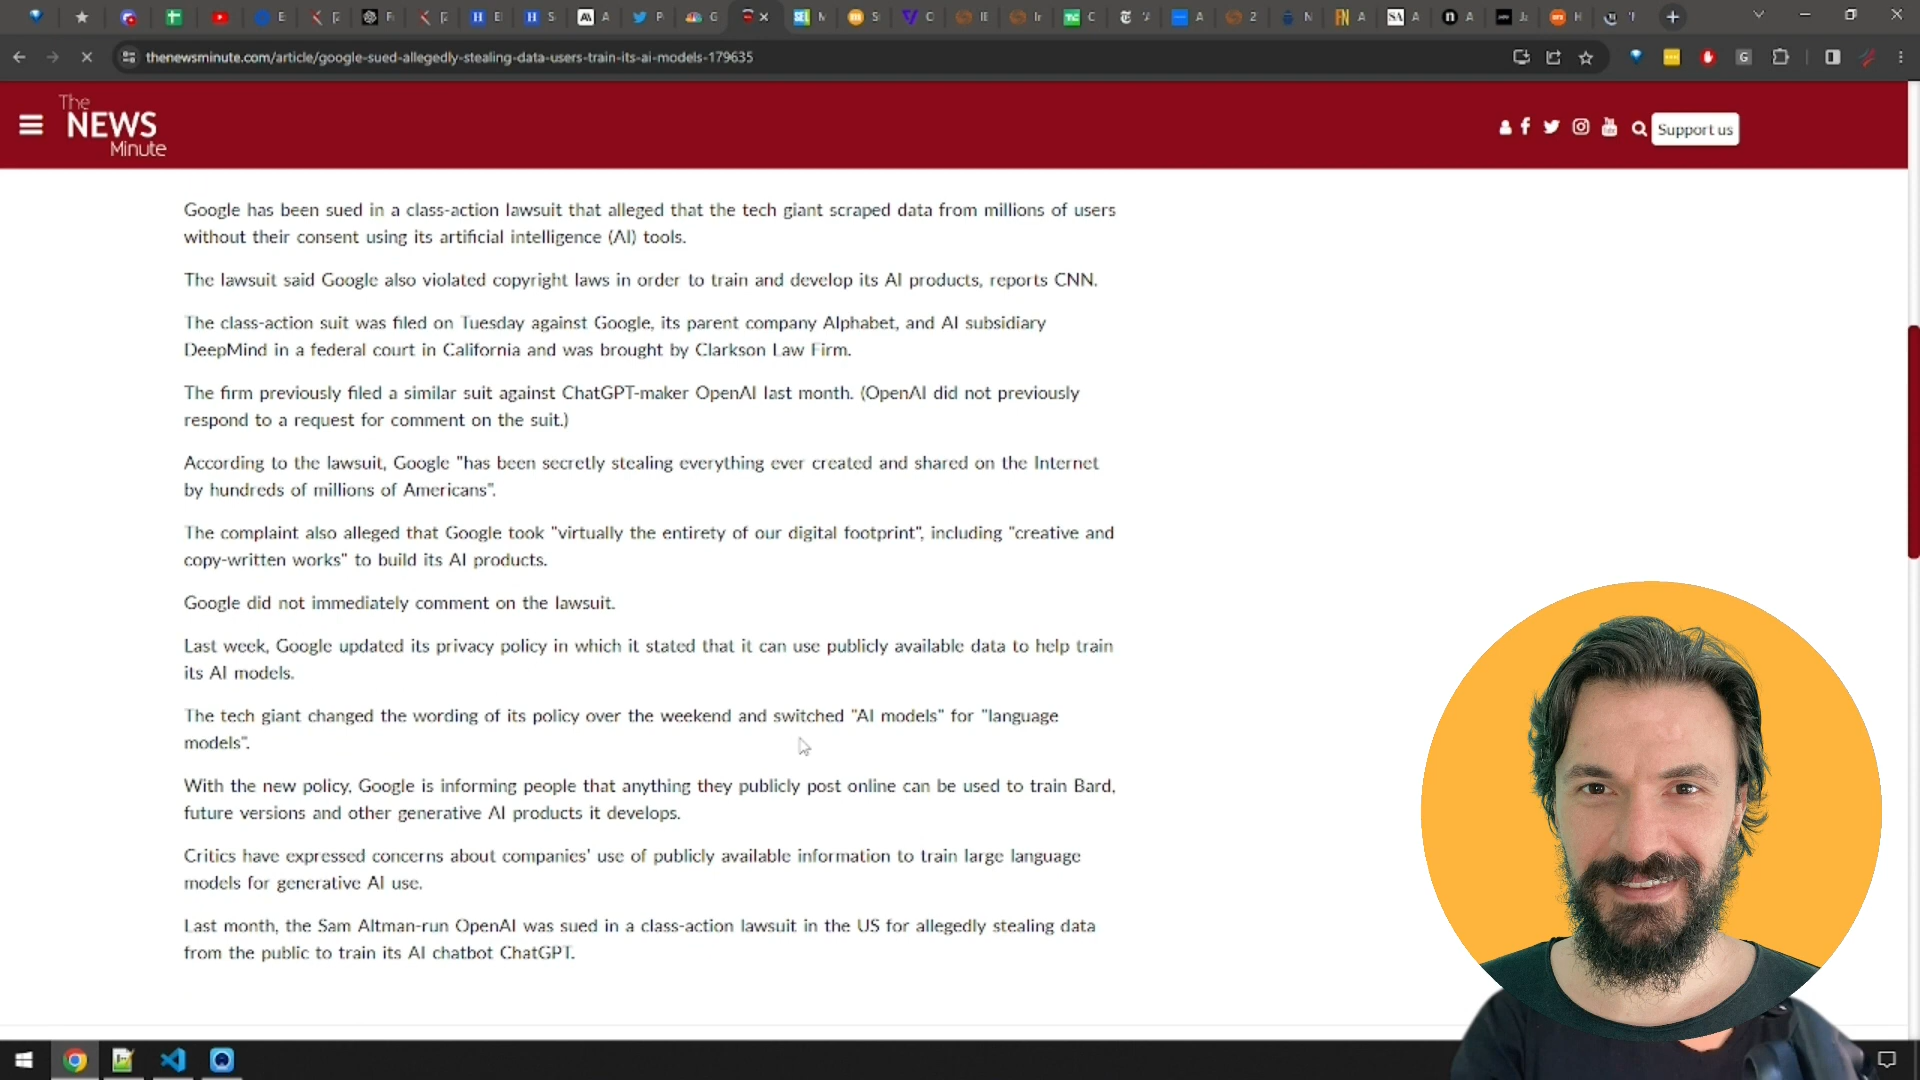 E
E
S
A
P
G
M
S
C
IE
Ir
C
A
2
N
A
A
A
J
H
thenewsminute.com/article/google-sued-allegedly-stealing-data-users-train-its-ai-models-179635
The
NEWS
Minute
Support us
Google has been sued in a class-action lawsuit that alleged that the tech giant scraped data from millions of users
without their consent using its artificial intelligence (AI) tools.
The lawsuit said Google also violated copyright laws in order to train and develop its AI products, reports CNN.
The class-action suit was filed on Tuesday against Google, its parent company Alphabet, and AI subsidiary
DeepMind in a federal court in California and was brought by Clarkson Law Firm.
The firm previously filed a similar suit against ChatGPT-maker OpenAI last month. (OpenAI did not previously
respond to a request for comment on the suit.)
According to the lawsuit, Google "has been secretly stealing everything ever created and shared on the Internet
by hundreds of millions of Americans".
The complaint also alleged that Google took "virtually the entirety of our digital footprint", including "creative and
copy-written works" to build its AI products.
Google did not immediately comment on the lawsuit.
Last week, Google updated its privacy policy in which it stated that it can use publicly available data to help train
its AI models.
The tech giant changed the wording of its policy over the weekend and switched "AI models" for "language
models".
With the new policy, Google is informing people that anything they publicly post online can be used to train Bard,
future versions and other generative AI products it develops.
Critics have expressed concerns about companies' use of publicly available information to train large language
models for generative AI use.
Last month, the Sam Altman-run OpenAI was sued in a class-action lawsuit in the US for allegedly stealing data
from the public to train its AI chatbot ChatGPT.